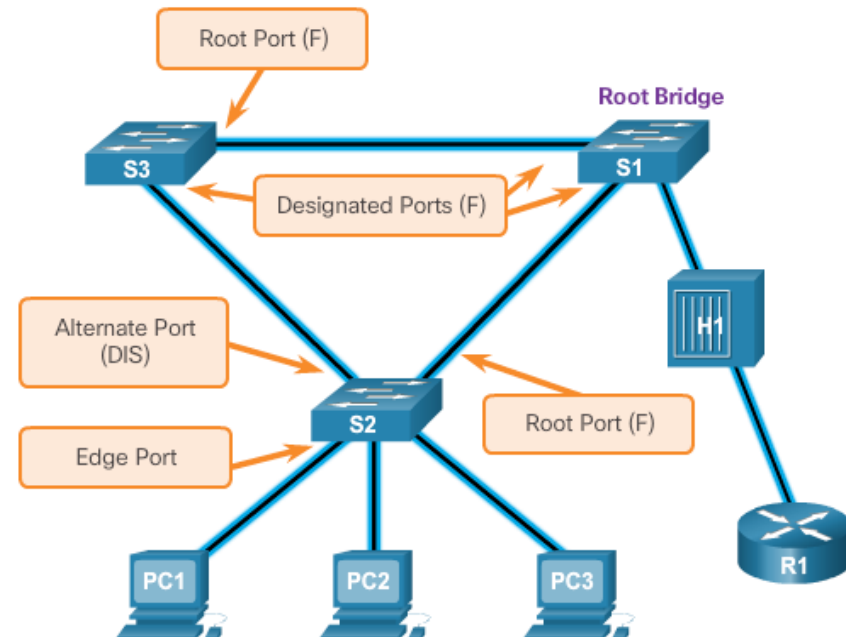 Root Port (F)
Root Bridge
S3
S1
Designated Ports (F)
H1
Alternate Port
(DIS)
S2
Root Port (F)
Edge Port
R1
PC1
PC2
PC3